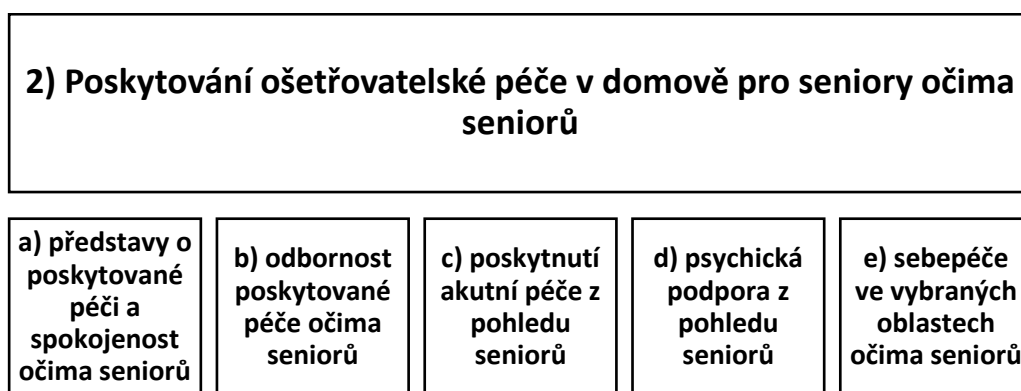 2) Poskytování ošetřovatelské péče v domově pro seniory očima
seniorů
a) představy o
poskytované
péči a
spokojenost
očima seniorů
b) odbornost
poskytované
péče očima
seniorů
c) poskytnutí
akutní péče z
pohledu
seniorů
d) psychická
podpora z
pohledu
seniorů
e) sebepéče
ve vybraných
oblastech
očima seniorů